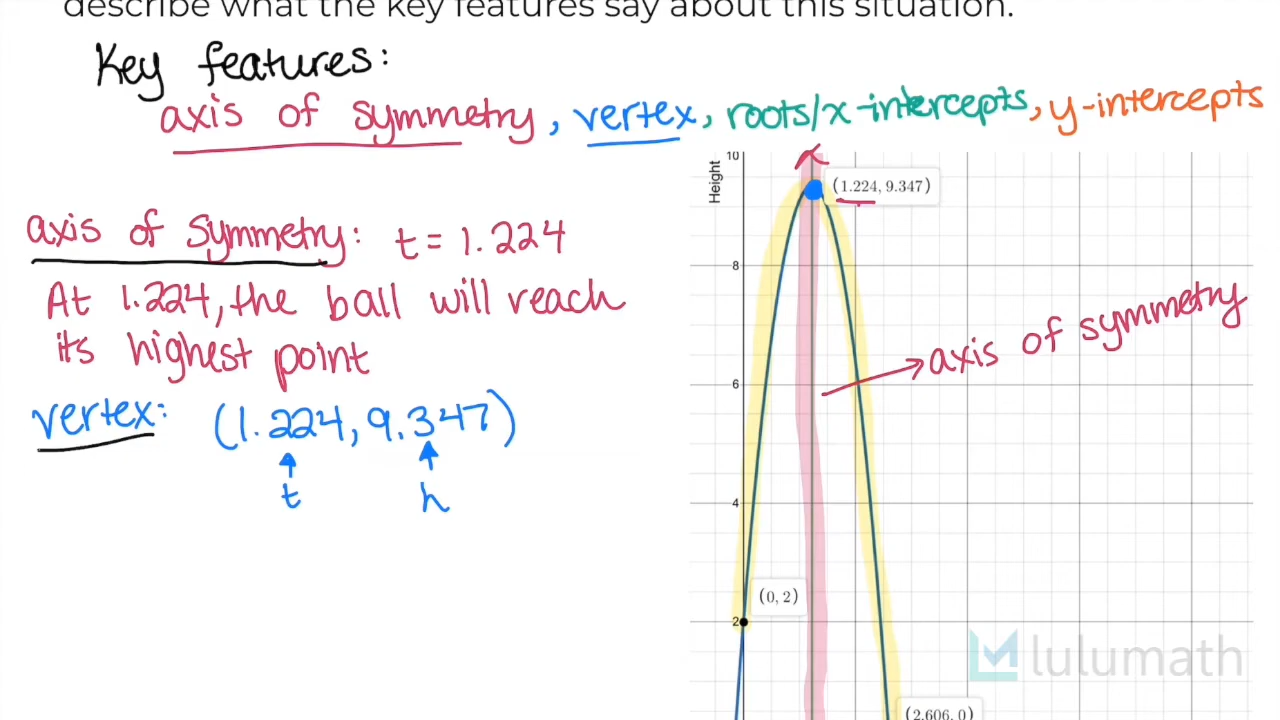 describe what the key features say about this situation.
Key features:
axis of symmetry, vertex, roots/x-intercepts, y-intercepts
10
Height
(1.224, 9.347)
axis of symmetry: t = 1.224
At 1.224, the ball will reach
its highest point
8
axis of symmetry
6
vertex: (1.224, 9.347)
t h
4
(0, 2)
2
lulumath
(2.606, 0)